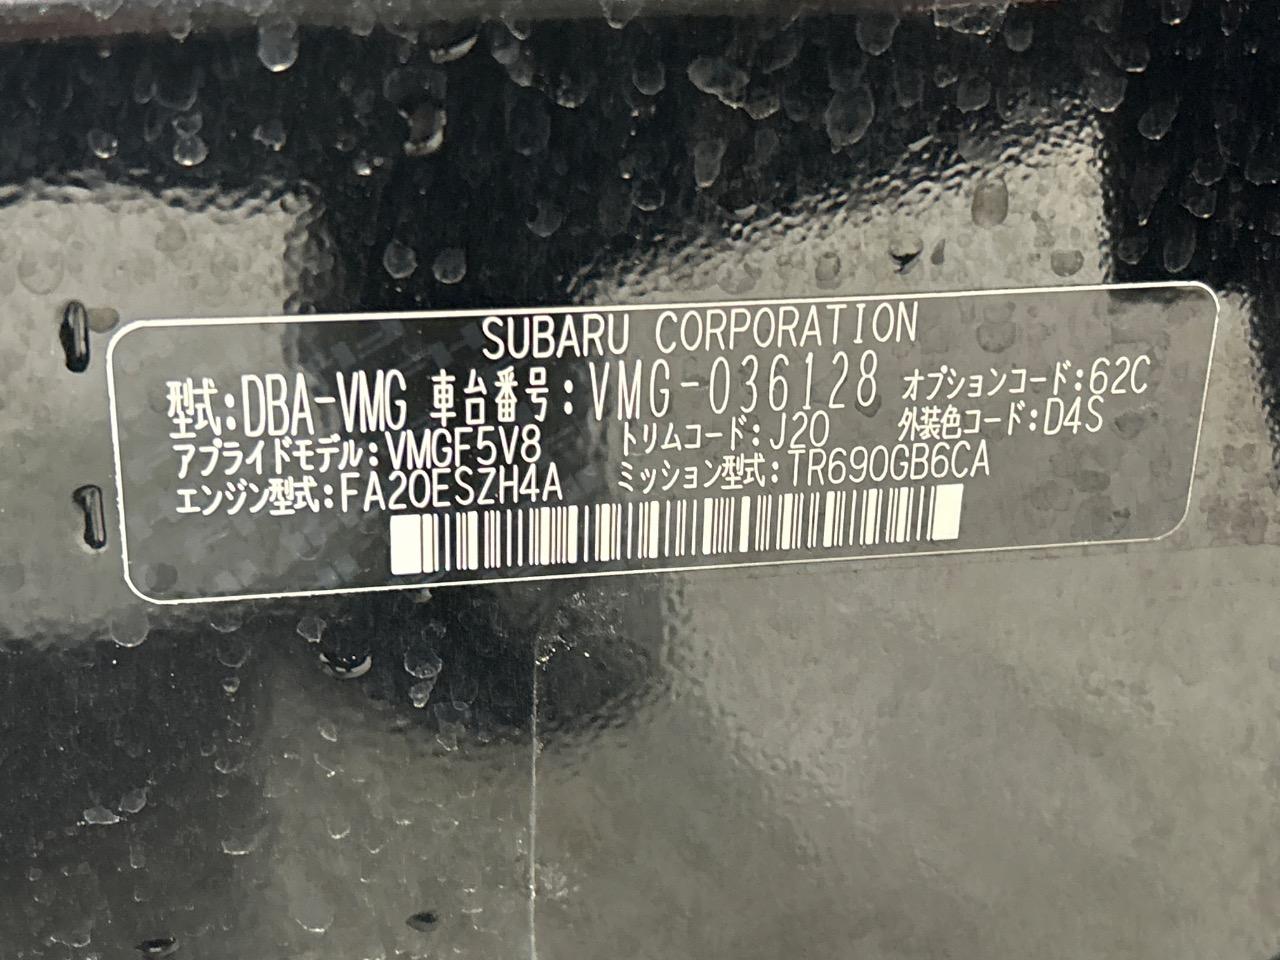 SUBARU CORPORATION
型式:DBA-VMG 車台番号:VMG-036128 オプションコード:62C
アプライドモデル:VMGF5V8 トリムコード:J20 外装色コード:D4S
エンジン型式:FA20ESZH4A ミッション型式:TR690GB6CA